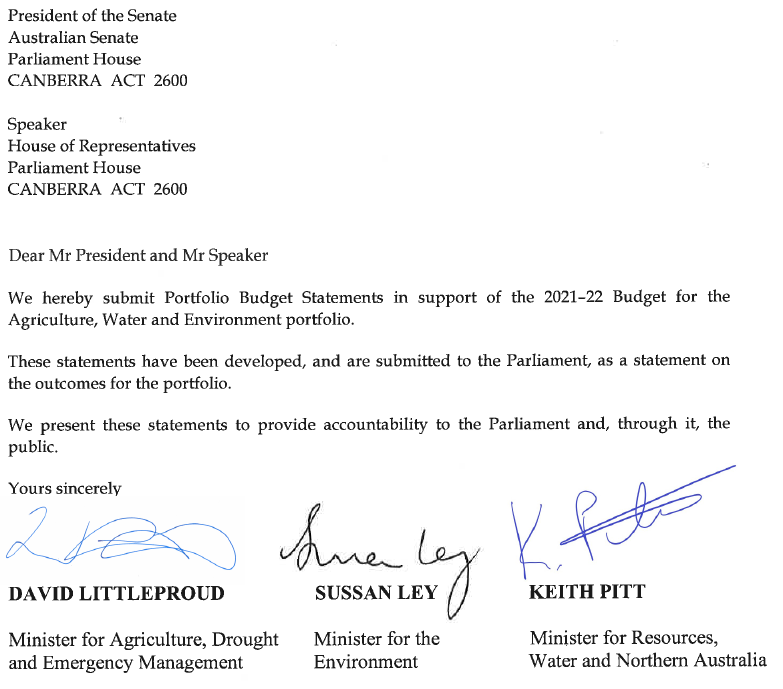 President of the Senate
Australian Senate
Parliament House
CANBERRA ACT 2600
Speaker
House of Representatives
Parliament House
CANBERRA ACT 2600
Dear Mr President and Mr Speaker
We hereby submit Portfolio Budget Statements in support of the 2021–22 Budget for the
Agriculture, Water and Environment portfolio.
These statements have been developed, and are submitted to the Parliament, as a statement on
the outcomes for the portfolio.
We present these statements to provide accountability to the Parliament and, through it, the
public.
Yours sincerely
Sussan Ley K. Pitt
DAVID LITTLEPROUD SUSSAN LEY KEITH PITT
Minister for Agriculture, Drought Minister for the Minister for Resources,
and Emergency Management Environment Water and Northern Australia